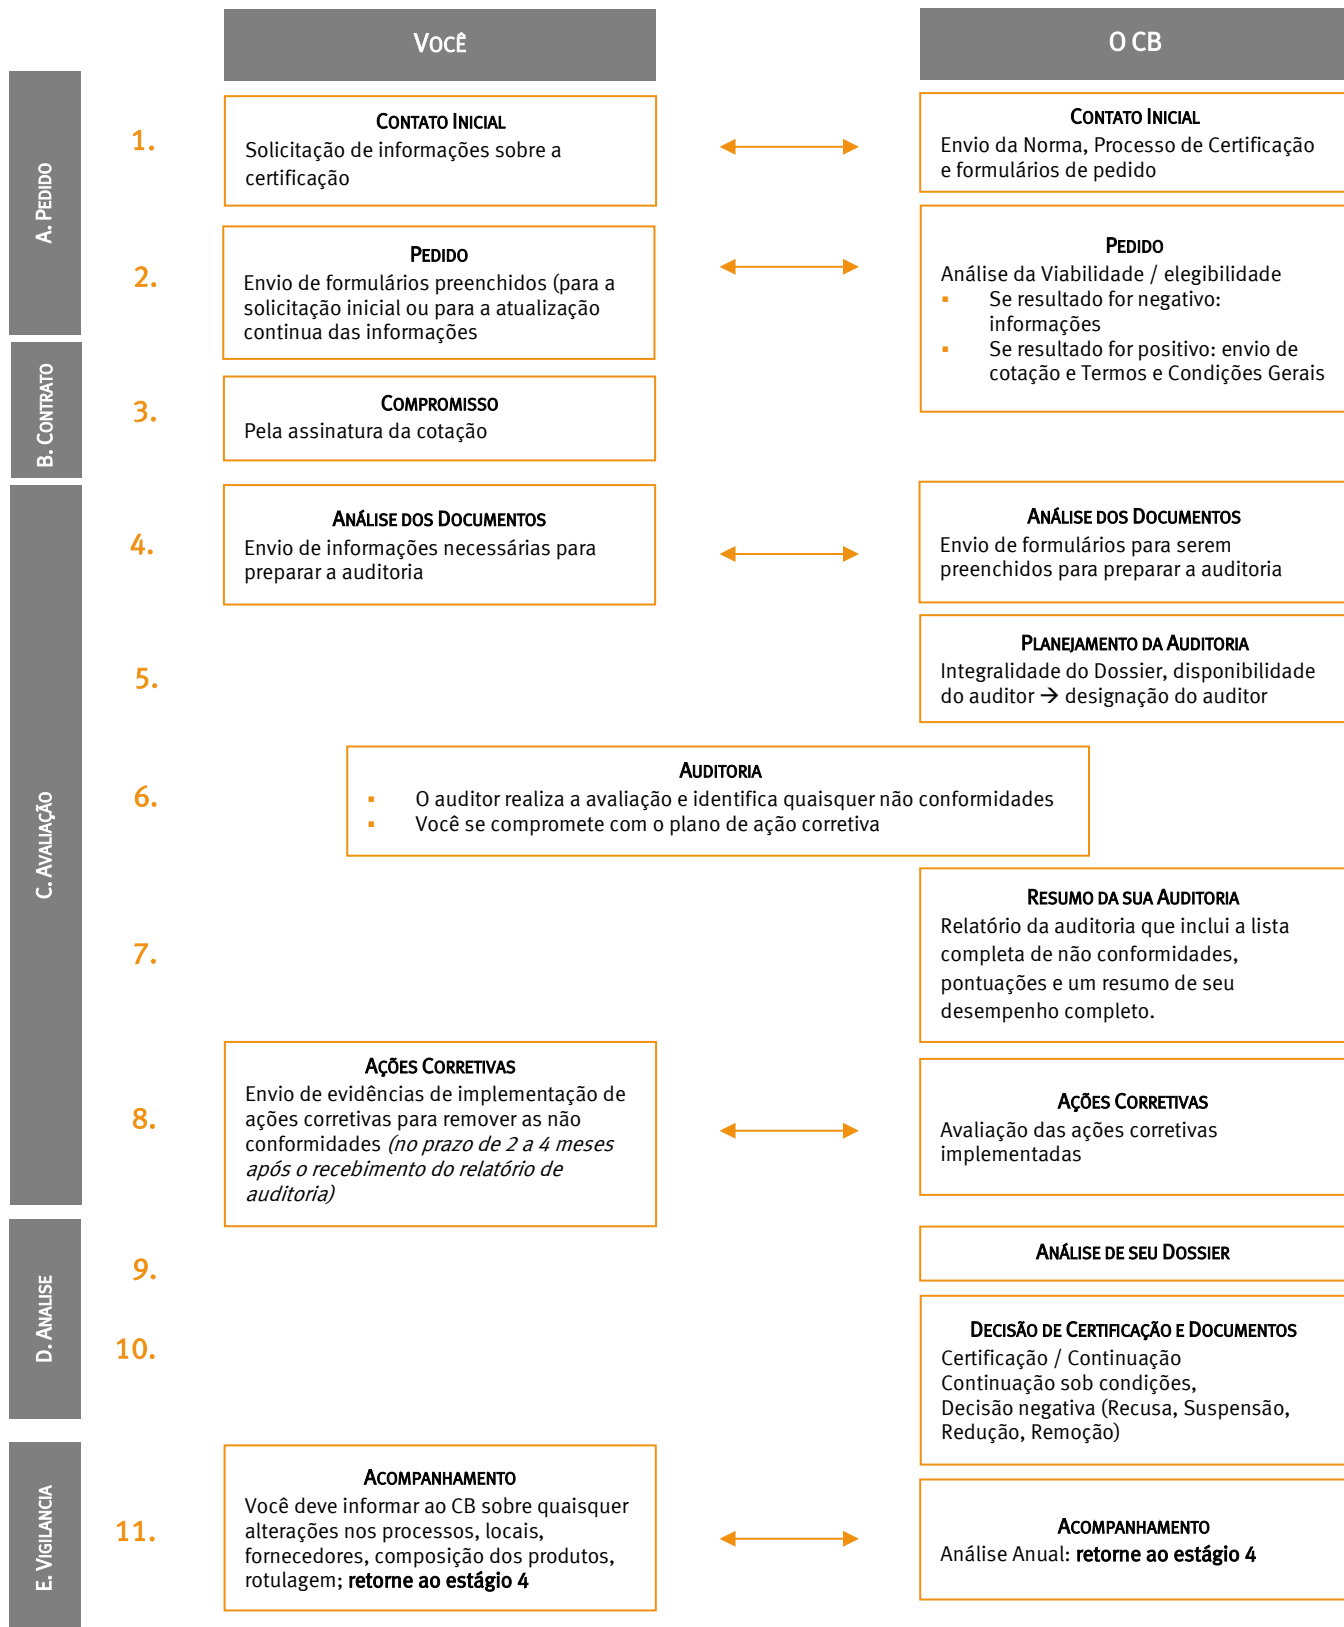 VOCÊ
O CB
A. PEDIDO
1.
CONTATO INICIAL
Solicitação de informações sobre a
certificação
CONTATO INICIAL
Envio da Norma, Processo de Certificação
e formulários de pedido
2.
PEDIDO
Envio de formulários preenchidos (para a
solicitação inicial ou para a atualização
continua das informações
PEDIDO
Análise da Viabilidade / elegibilidade
▪ Se resultado for negativo:
informações
▪ Se resultado for positivo: envio de
cotação e Termos e Condições Gerais
B. CONTRATO
3.
COMPROMISSO
Pela assinatura da cotação
C. AVALIAÇÃO
4.
ANÁLISE DOS DOCUMENTOS
Envio de informações necessárias para
preparar a auditoria
ANÁLISE DOS DOCUMENTOS
Envio de formulários para serem
preenchidos para preparar a auditoria
5.
PLANEJAMENTO DA AUDITORIA
Integralidade do Dossier, disponibilidade
do auditor → designação do auditor
6.
AUDITORIA
▪ O auditor realiza a avaliação e identifica quaisquer não conformidades
▪ Você se compromete com o plano de ação corretiva
7.
RESUMO DA SUA AUDITORIA
Relatório da auditoria que inclui a lista
completa de não conformidades,
pontuações e um resumo de seu
desempenho completo.
8.
AÇÕES CORRETIVAS
Envio de evidências de implementação de
ações corretivas para remover as não
conformidades (no prazo de 2 a 4 meses
após o recebimento do relatório de
auditoria)
AÇÕES CORRETIVAS
Avaliação das ações corretivas
implementadas
D. ANALISE
9.
ANÁLISE DE SEU DOSSIER
10.
DECISÃO DE CERTIFICAÇÃO E DOCUMENTOS
Certificação / Continuação
Continuação sob condições,
Decisão negativa (Recusa, Suspensão,
Redução, Remoção)
E. VIGILANCIA
11.
ACOMPANHAMENTO
Você deve informar ao CB sobre quaisquer
alterações nos processos, locais,
fornecedores, composição dos produtos,
rotulagem; retorne ao estágio 4
ACOMPANHAMENTO
Análise Anual: retorne ao estágio 4